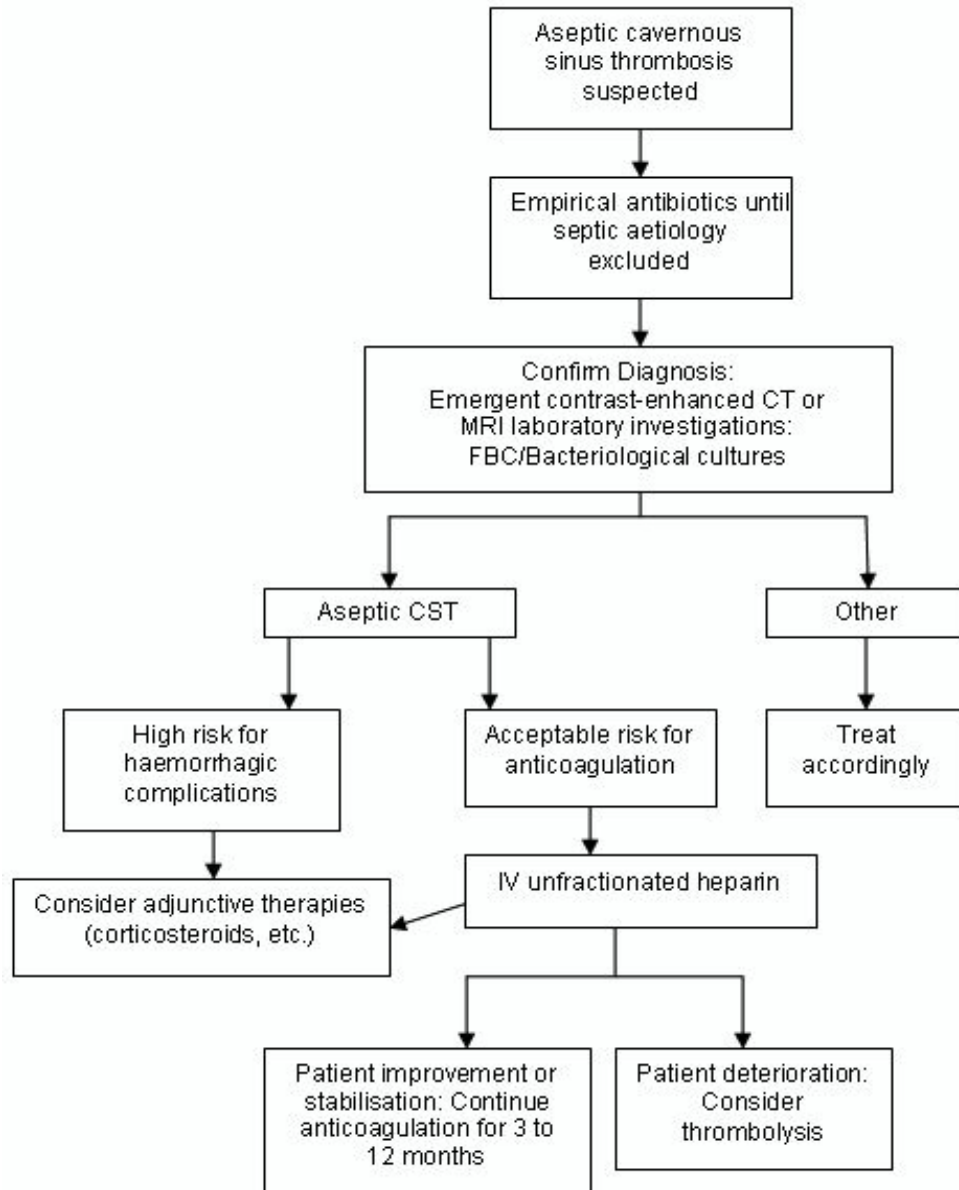 Aseptic cavernous
sinus thrombosis
suspected
Empirical antibiotics until
septic aetiology
excluded
Confirm Diagnosis:
Emergent contrast-enhanced CT or
MRI laboratory investigations:
FBC/Bacteriological cultures
Aseptic CST
Other
High risk for
haemorrhagic
complications
Acceptable risk for
anticoagulation
Treat
accordingly
IV unfractionated heparin
Consider adjunctive therapies
(corticosteroids, etc.)
Patient improvement or
stabilisation: Continue
anticoagulation for 3 to
12 months
Patient deterioration:
Consider
thrombolysis